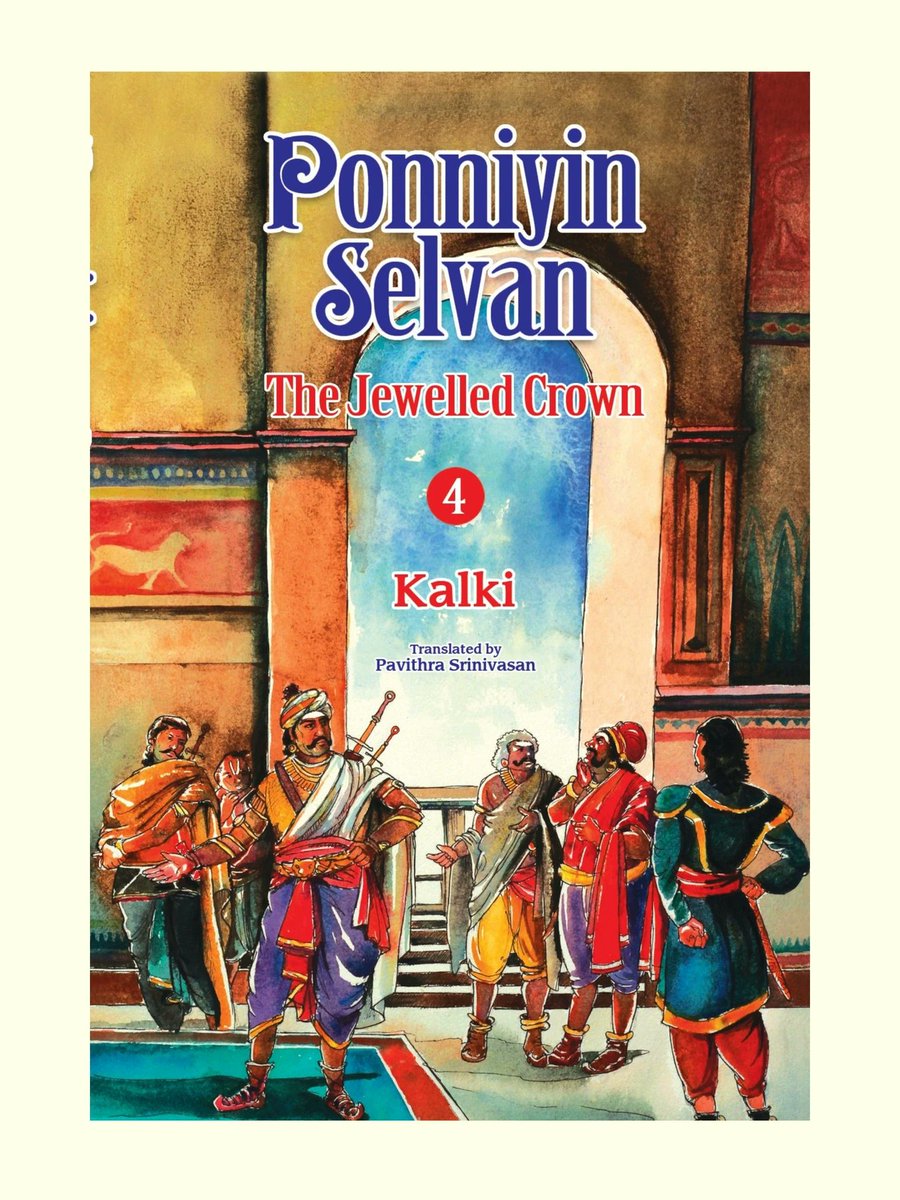 Ponniyin
Selvan
The Jewelled Crown
4
Kalki
Translated by
Pavithra Srinivasan